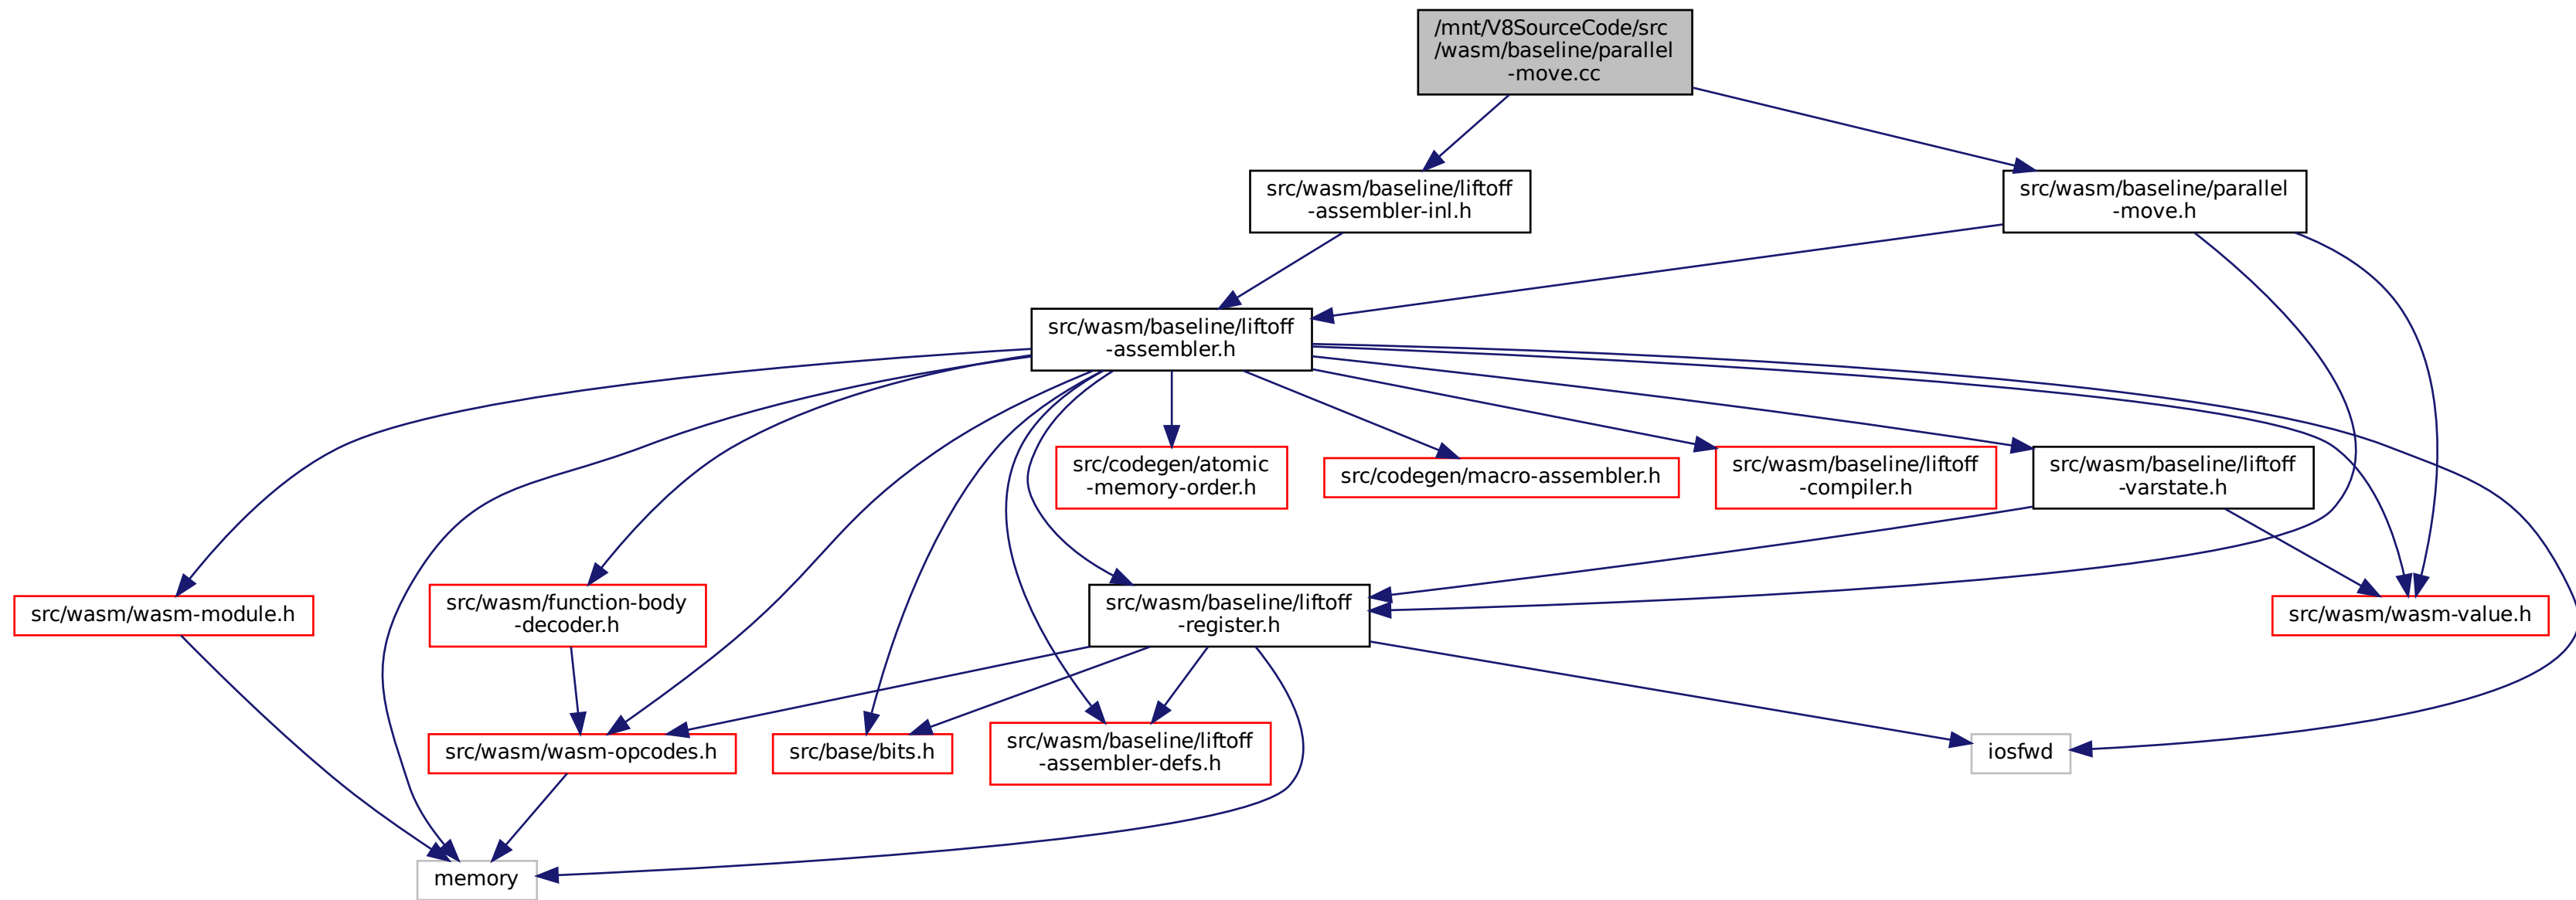 /mnt/V8SourceCode/src
/wasm/baseline/parallel
-move.cc
src/wasm/baseline/liftoff
-assembler-inl.h
src/wasm/baseline/parallel
-move.h
src/wasm/baseline/liftoff
-assembler.h
src/codegen/atomic
-memory-order.h
src/codegen/macro-assembler.h
src/wasm/baseline/liftoff
-compiler.h
src/wasm/baseline/liftoff
-varstate.h
src/wasm/wasm-module.h
src/wasm/function-body
-decoder.h
src/wasm/baseline/liftoff
-register.h
src/wasm/wasm-value.h
src/wasm/wasm-opcodes.h
src/base/bits.h
src/wasm/baseline/liftoff
-assembler-defs.h
iosfwd
memory